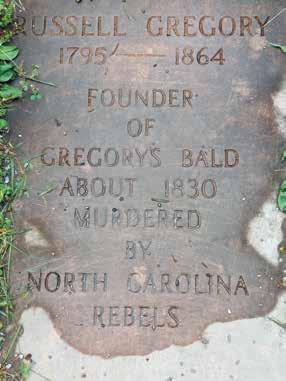 RUSSELL GREGORY
1795 — 1864
FOUNDER
OF
GREGORYS BALD
ABOUT 1830
MURDERED
BY
NORTH CAROLINA
REBELS